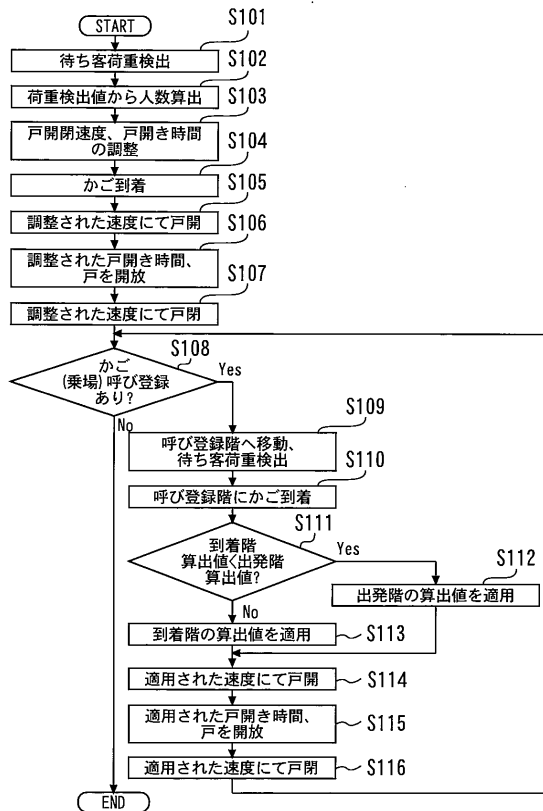 START
S101
待ち客荷重検出
S102
荷重検出値から人数算出
S103
戸開閉速度、戸開き時間
の調整
S104
かご到着
S105
調整された速度にて戸開
S106
調整された戸開き時間、
戸を開放
S107
調整された速度にて戸閉
S108
かご
(乗場)呼び登録
あり?
Yes
No
S109
呼び登録階へ移動、
待ち客荷重検出
S110
呼び登録階にかご到着
S111
到着階
算出値<出発階
算出値?
Yes
No
S112
出発階の算出値を適用
到着階の算出値を適用
S113
適用された速度にて戸開
S114
適用された戸開き時間、
戸を開放
S115
適用された速度にて戸閉
S116
END